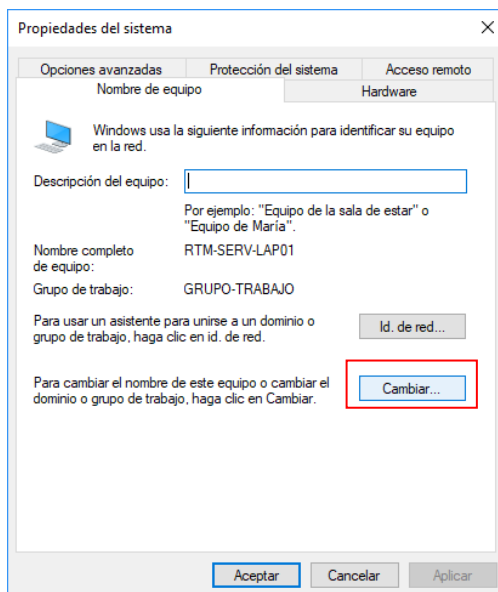 Propiedades del sistema
Opciones avanzadas
Protección del sistema
Acceso remoto
Nombre de equipo
Hardware
Windows usa la siguiente información para identificar su equipo
en la red.
Descripción del equipo:
Por ejemplo: "Equipo de la sala de estar" o
"Equipo de María".
Nombre completo
de equipo:
RTM-SERV-LAP01
Grupo de trabajo:
GRUPO-TRABAJO
Para usar un asistente para unirse a un dominio o
grupo de trabajo, haga clic en id. de red.
Id. de red...
Para cambiar el nombre de este equipo o cambiar el
dominio o grupo de trabajo, haga clic en Cambiar.
Cambiar...
Aceptar
Cancelar
Aplicar